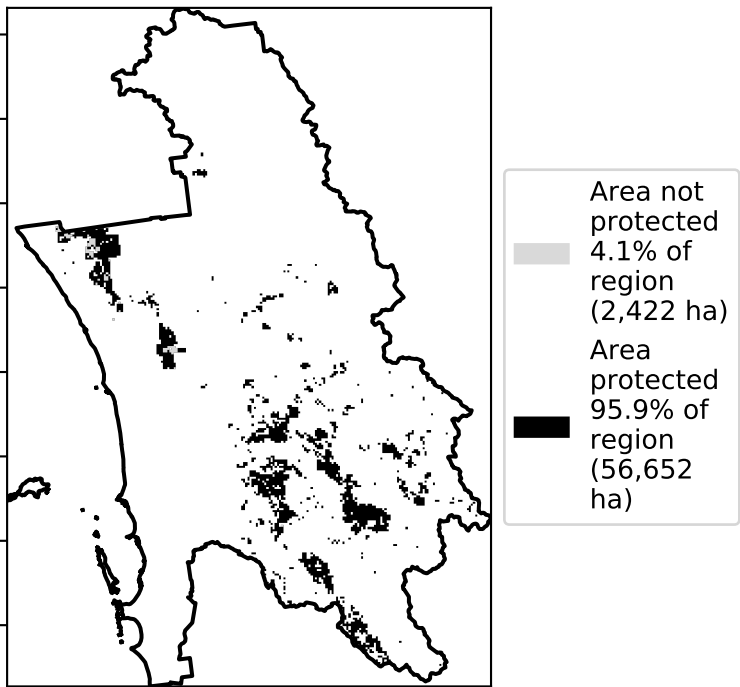 Area not
protected
4.1% of
region
(2,422 ha)
Area
protected
95.9% of
region
(56,652
ha)